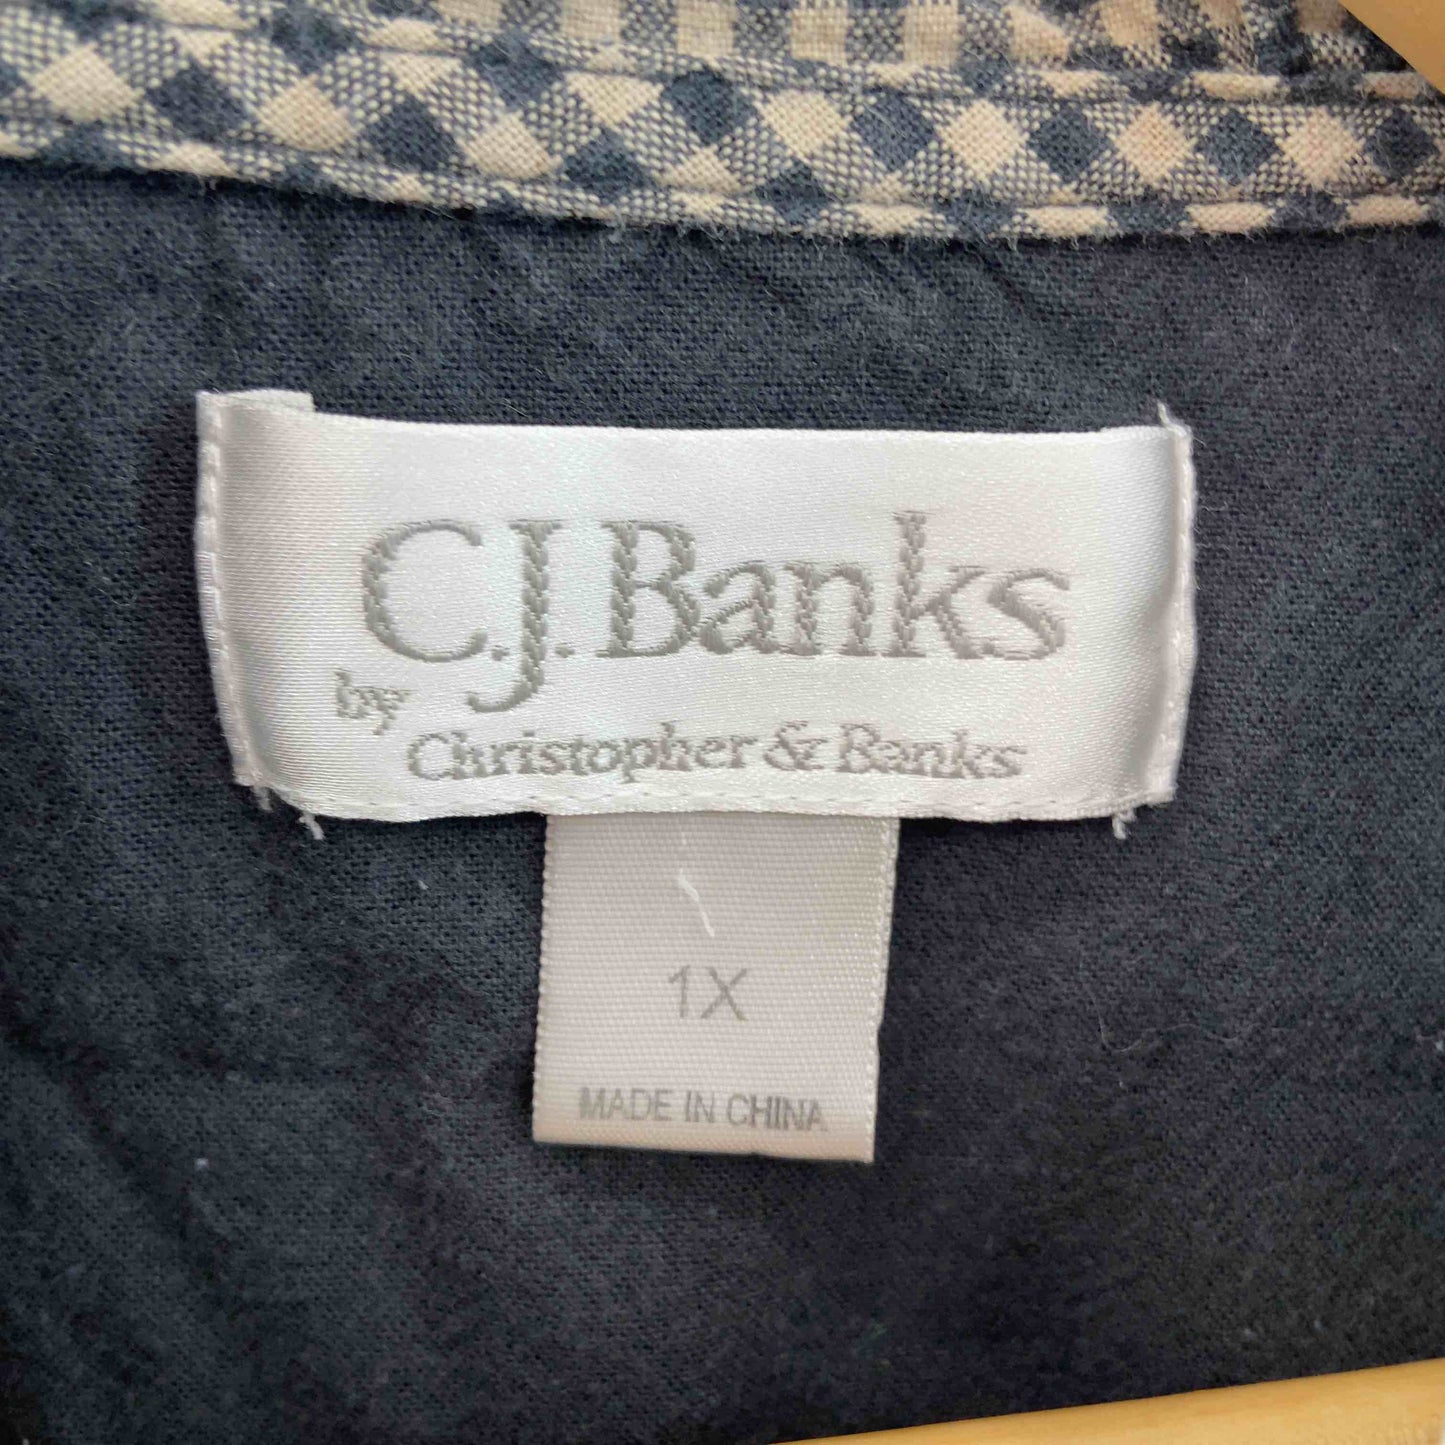 C.J. Banks
by
Christopher & Banks
1X
MADE IN CHINA